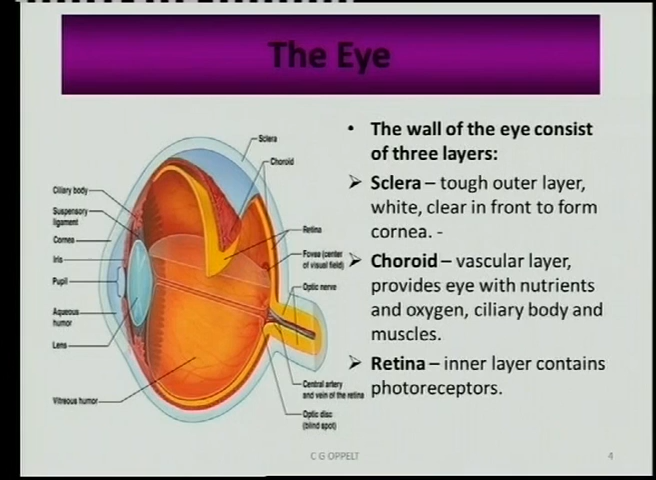 The Eye
• The wall of the eye consist
of three layers:
➤ Sclera – tough outer layer,
white, clear in front to form
cornea. -
➤ Choroid – vascular layer,
provides eye with nutrients
and oxygen, ciliary body and
muscles.
➤ Retina – inner layer contains
photoreceptors.
Sclera
Choroid
Retina
Fovea (center
of visual field)
Optic nerve
Central artery
and vein of the retina
Optic disc
(blind spot)
Ciliary body
Suspensory
ligament
Cornea
Iris
Pupil
Aqueous
humor
Lens
Vitreous humor
C G OPPELT
4